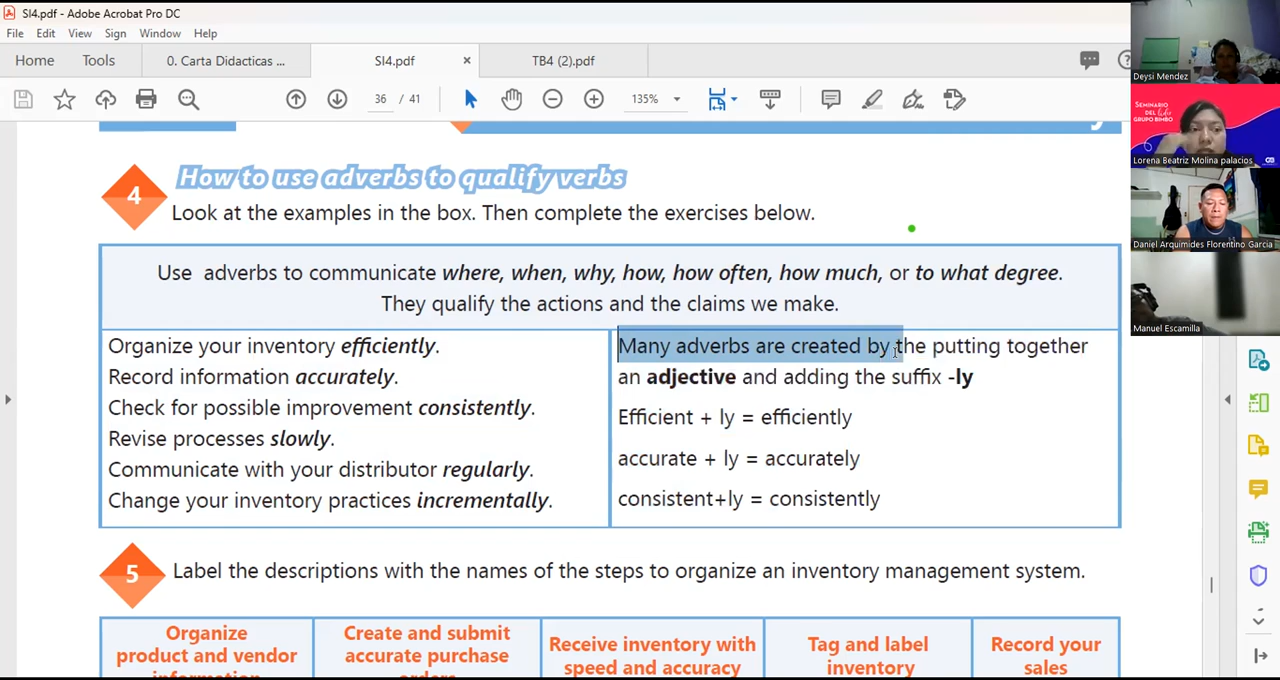 SI4.pdf - Adobe Acrobat Pro DC
File Edit View Sign Window Help
Home Tools 0. Carta Didacticas ... SI4.pdf × TB4 (2).pdf
36 / 41 135%
4
How to use adverbs to qualify verbs
Look at the examples in the box. Then complete the exercises below.
Use adverbs to communicate where, when, why, how, how often, how much, or to what degree.
They qualify the actions and the claims we make.
Organize your inventory efficiently.
Record information accurately.
Check for possible improvement consistently.
Revise processes slowly.
Communicate with your distributor regularly.
Change your inventory practices incrementally.
Many adverbs are created by the putting together
an adjective and adding the suffix -ly
Efficient + ly = efficiently
accurate + ly = accurately
consistent+ly = consistently
5
Label the descriptions with the names of the steps to organize an inventory management system.
Organize
product and vendor
information
Create and submit
accurate purchase
orders
Receive inventory with
speed and accuracy
Tag and label
inventory
Record your
sales
Deysi Mendez
SEMINARIO
DEL líder
GRUPO BIMBO
Lorena Beatriz Molina palacios
Daniel Arquimides Florentino Garcia
Manuel Escamilla